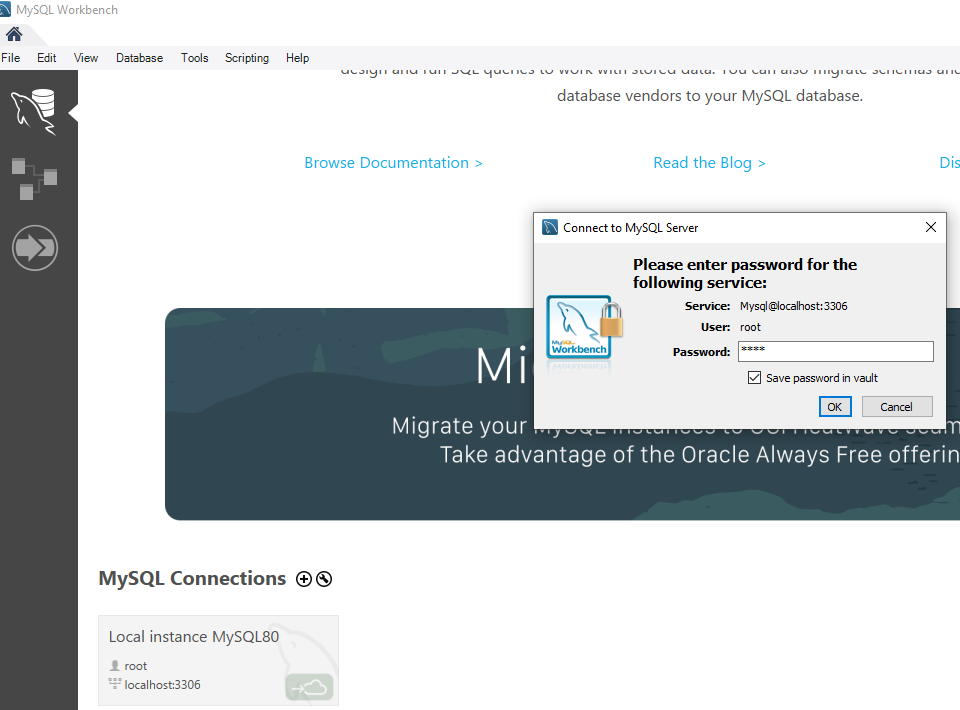 MySQL Workbench
File Edit View Database Tools Scripting Help
design and run SQL queries to work with stored data. You can also migrate schemas and
database vendors to your MySQL database.
Browse Documentation > Read the Blog > Dis
Connect to MySQL Server
Please enter password for the
following service:
Service: Mysql@localhost:3306
User: root
Password: ****
Save password in vault
OK Cancel
MySQL
Workbench
Mi
Migrate your MySQL instances to OCI HeatWave seam
Take advantage of the Oracle Always Free offerin
MySQL Connections
Local instance MySQL80
root
localhost:3306